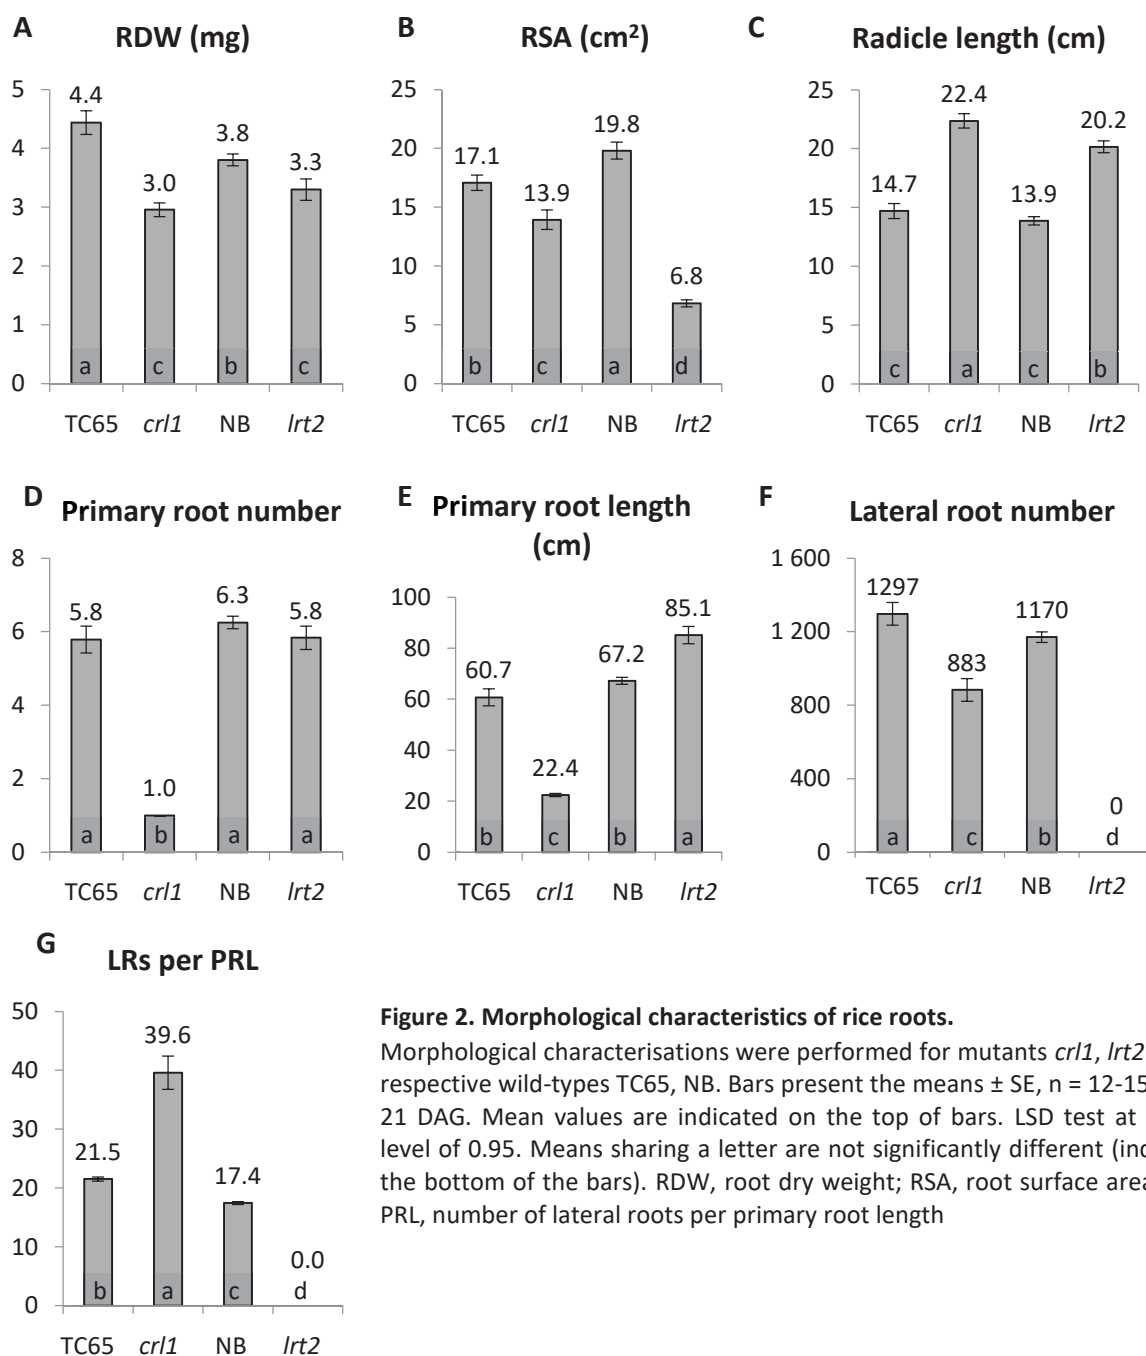 A RDW (mg)
5
4
3
2
1
0
4.4
3.0
3.8
3.3
a c b c
TC65 crl1 NB lrt2
B RSA (cm²)
25
20
15
10
5
0
17.1
13.9
19.8
6.8
b c a d
TC65 crl1 NB lrt2
C Radicle length (cm)
25
20
15
10
5
0
14.7
22.4
13.9
20.2
c a c b
TC65 crl1 NB lrt2
D Primary root number
8
6
4
2
0
5.8
1.0
6.3
5.8
a b a a
TC65 crl1 NB lrt2
E Primary root length
(cm)
100
80
60
40
20
0
60.7
22.4
67.2
85.1
b c b a
TC65 crl1 NB lrt2
F Lateral root number
1 600
1 200
800
400
0
1297
883
1170
0
a c b d
TC65 crl1 NB lrt2
G LRs per PRL
50
40
30
20
10
0
21.5
39.6
17.4
0.0
b a c d
TC65 crl1 NB lrt2
Figure 2. Morphological characteristics of rice roots.
Morphological characterisations were performed for mutants crl1, lrt2
respective wild-types TC65, NB. Bars present the means ± SE, n = 12-15
21 DAG. Mean values are indicated on the top of bars. LSD test at
level of 0.95. Means sharing a letter are not significantly different (ind
the bottom of the bars). RDW, root dry weight; RSA, root surface area
PRL, number of lateral roots per primary root length